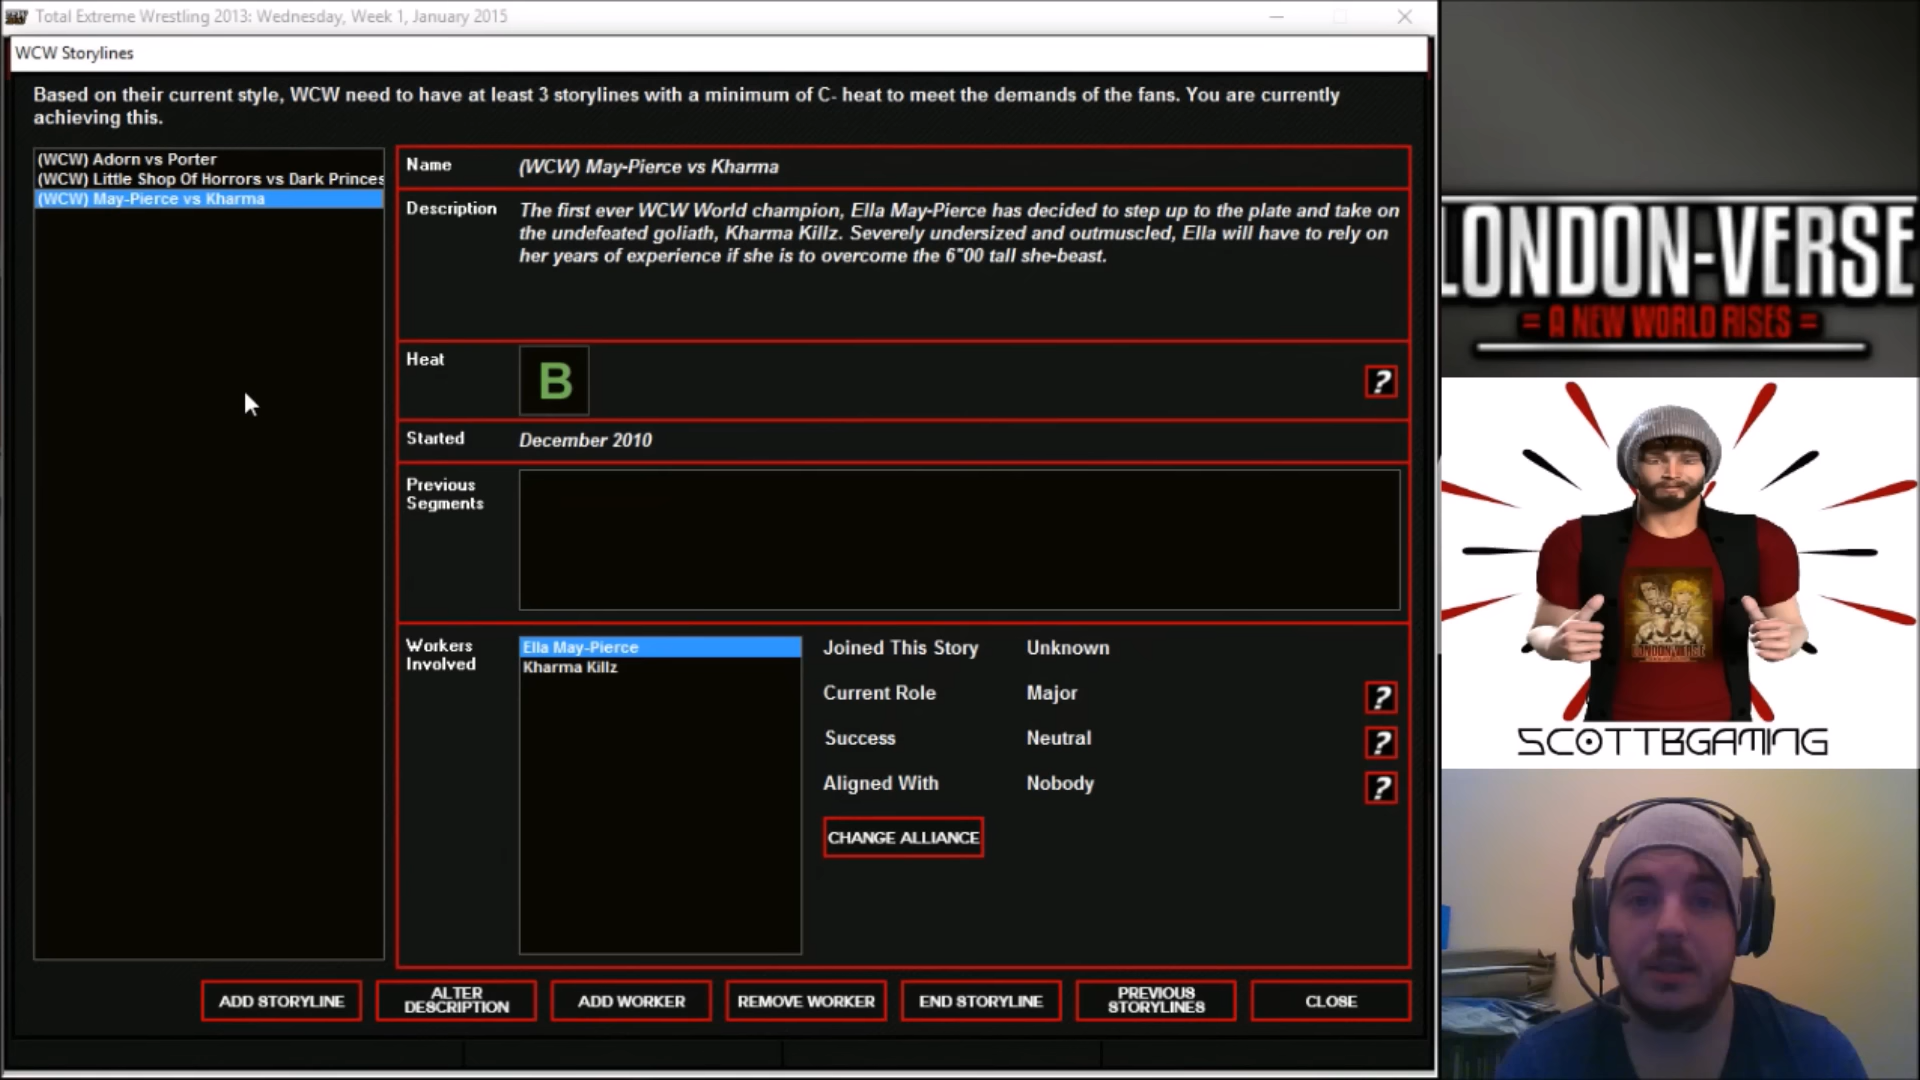 Total Extreme Wrestling 2013: Wednesday, Week 1, January 2015
WCW Storylines
Based on their current style, WCW need to have at least 3 storylines with a minimum of C- heat to meet the demands of the fans. You are currently
achieving this.
(WCW) Adorn vs Porter
(WCW) Little Shop Of Horrors vs Dark Princes
(WCW) May-Pierce vs Kharma
Name
(WCW) May-Pierce vs Kharma
Description
The first ever WCW World champion, Ella May-Pierce has decided to step up to the plate and take on
the undefeated goliath, Kharma Killz. Severely undersized and outmuscled, Ella will have to rely on
her years of experience if she is to overcome the 6"00 tall she-beast.
Heat
B
?
Started
December 2010
Previous
Segments
Workers
Involved
Ella May-Pierce
Kharma Killz
Joined This Story
Unknown
Current Role
Major
?
Success
Neutral
?
Aligned With
Nobody
?
CHANGE ALLIANCE
ADD STORYLINE
ALTER
DESCRIPTION
ADD WORKER
REMOVE WORKER
END STORYLINE
PREVIOUS
STORYLINES
CLOSE
LONDON-VERSE
= A NEW WORLD RISES =
LONDON-VERSE
SCOTTBGAMING